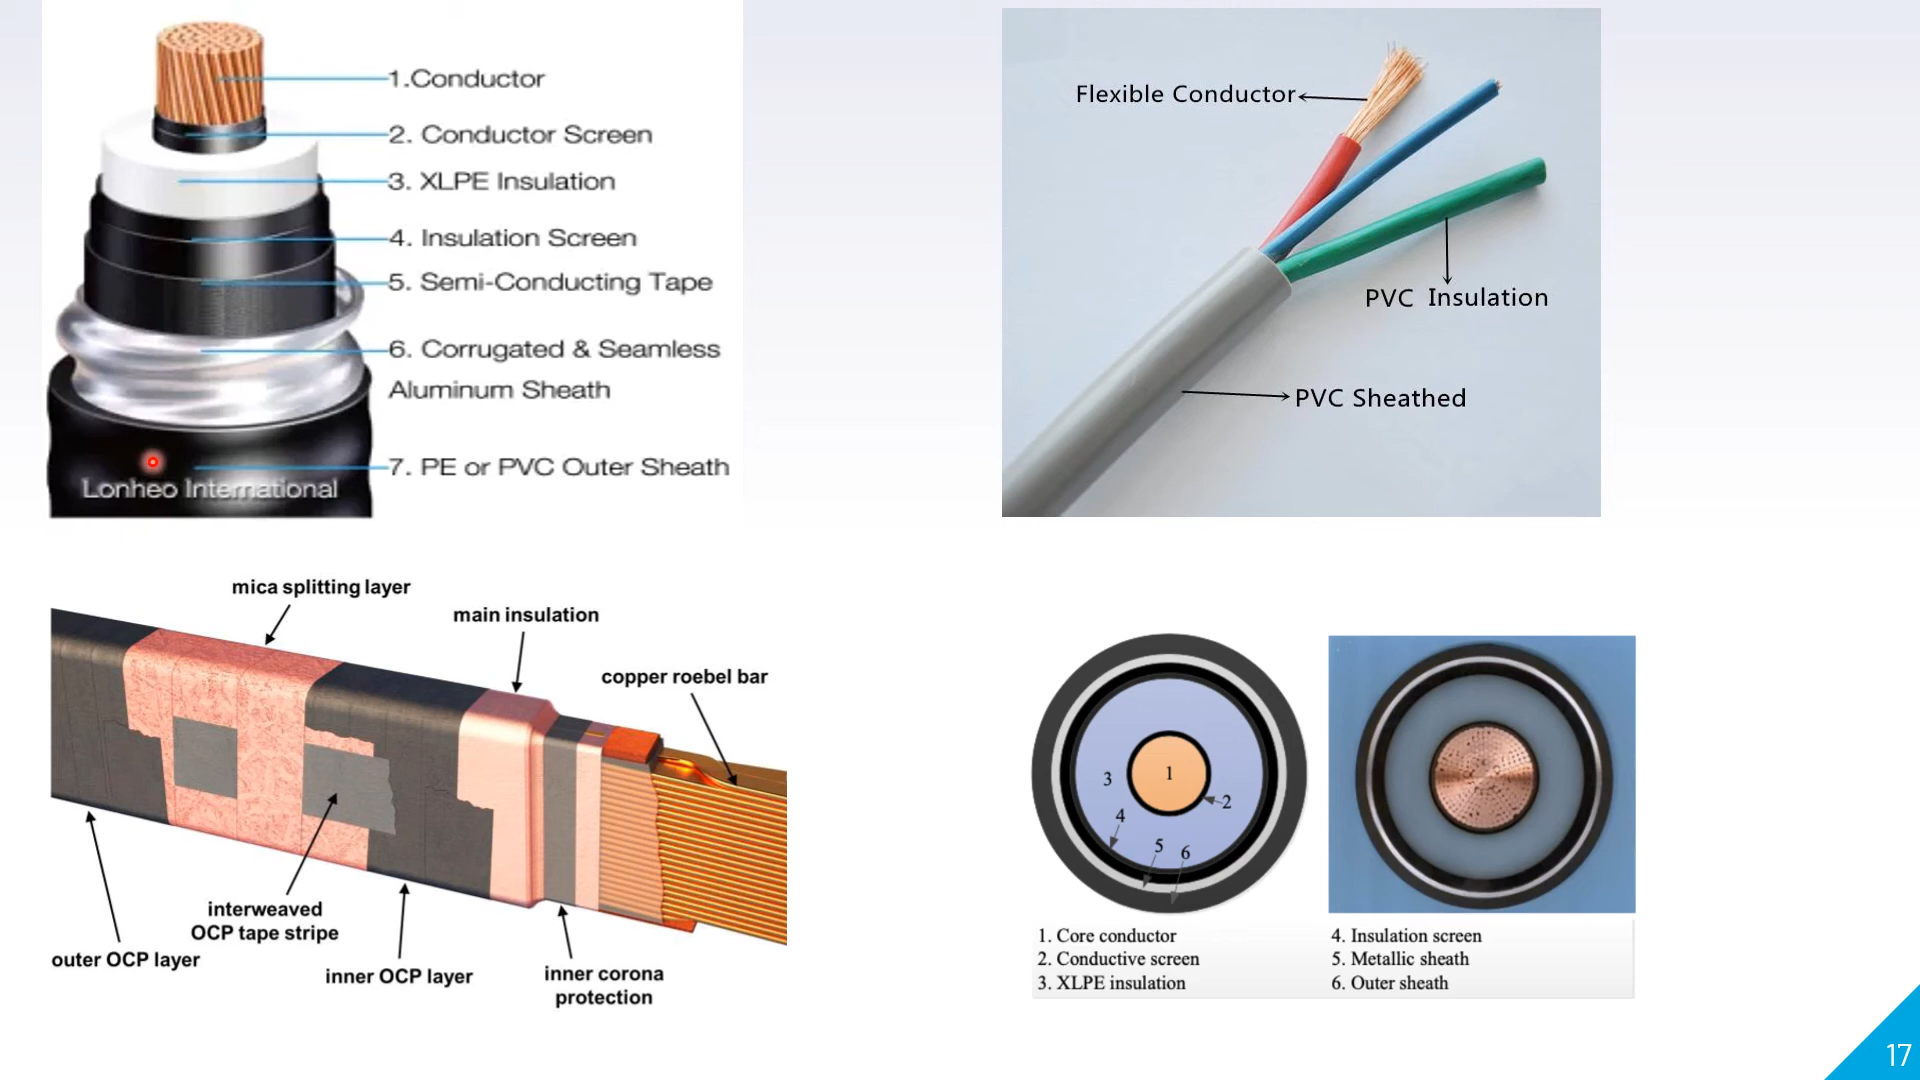 1.Conductor
2. Conductor Screen
3. XLPE Insulation
4. Insulation Screen
5. Semi-Conducting Tape
6. Corrugated & Seamless
Aluminum Sheath
7. PE or PVC Outer Sheath
Lonheo International
Flexible Conductor
PVC Insulation
PVC Sheathed
mica splitting layer
main insulation
copper roebel bar
interweaved
OCP tape stripe
outer OCP layer
inner OCP layer
inner corona
protection
1
2
3
4
5
6
1. Core conductor
2. Conductive screen
3. XLPE insulation
4. Insulation screen
5. Metallic sheath
6. Outer sheath
17